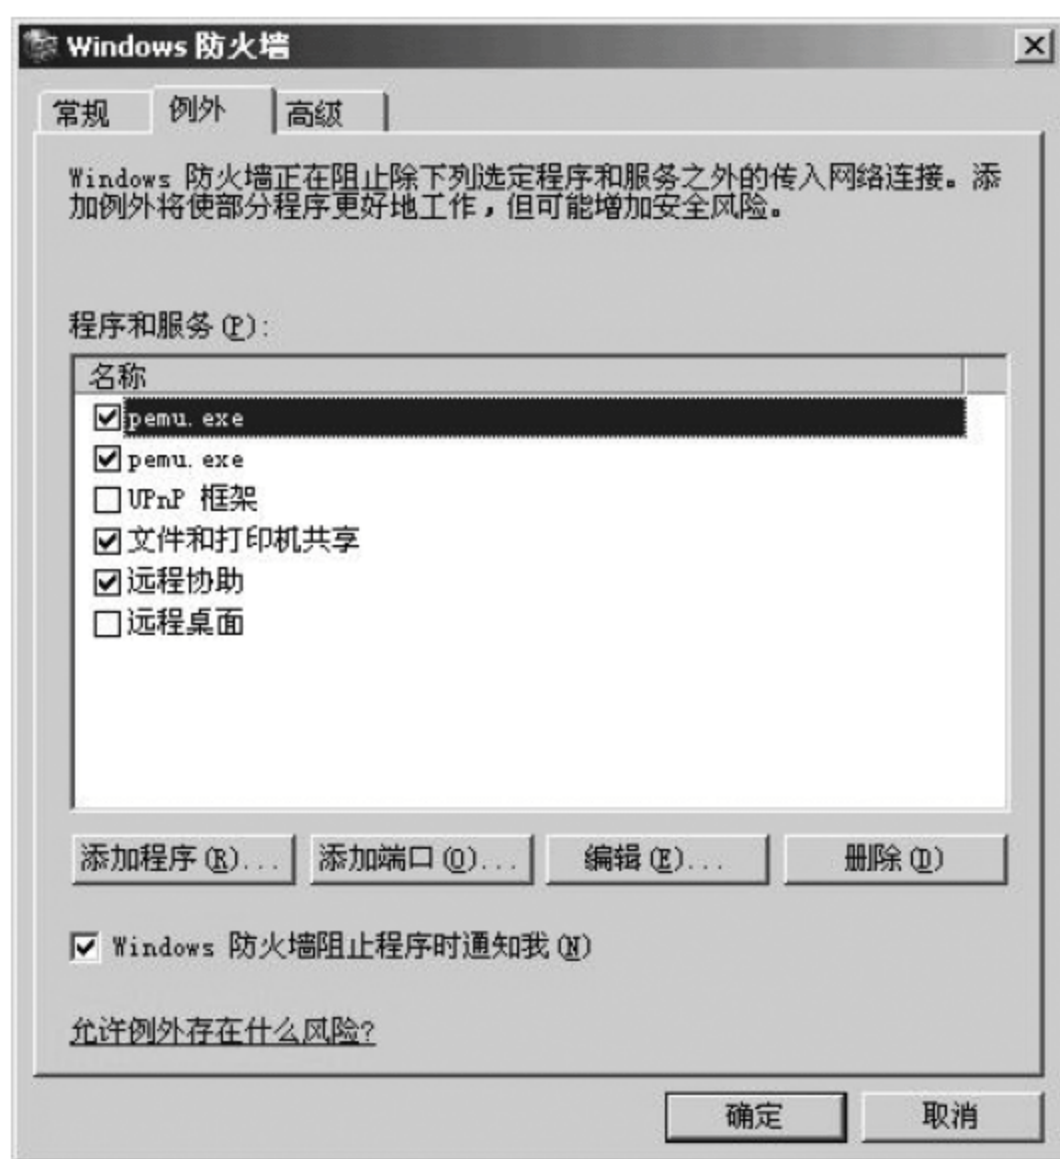 Windows 防火墙
常规 例外 高级
Windows 防火墙正在阻止除下列选定程序和服务之外的传入网络连接。添
加例外将使部分程序更好地工作，但可能增加安全风险。
程序和服务(P):
名称
pemu.exe
pemu.exe
UPnP 框架
文件和打印机共享
远程协助
远程桌面
添加程序(R)... 添加端口(O)... 编辑(E)... 删除(D)
Windows 防火墙阻止程序时通知我(N)
允许例外存在什么风险?
确定 取消